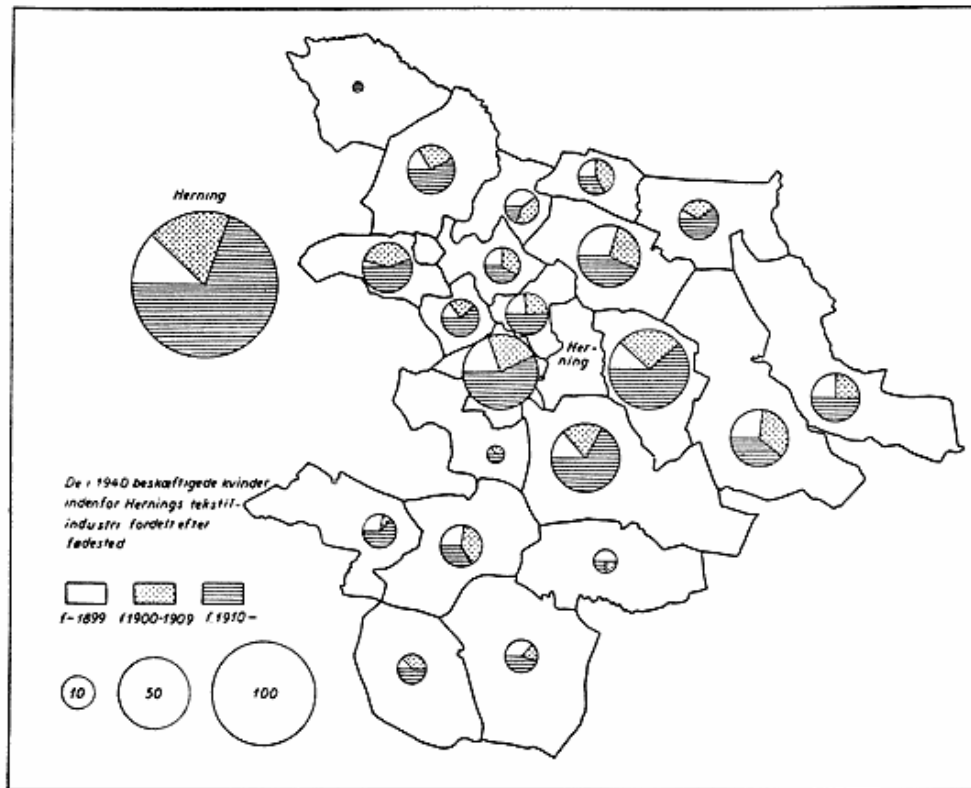 Herning
Her-
ning
De i 1940 beskæftigede kvinder
indenfor Hernings tekstil-
industri fordelt efter
fødested
f-1899 f.1900-1909 f.1910-
10 50 100